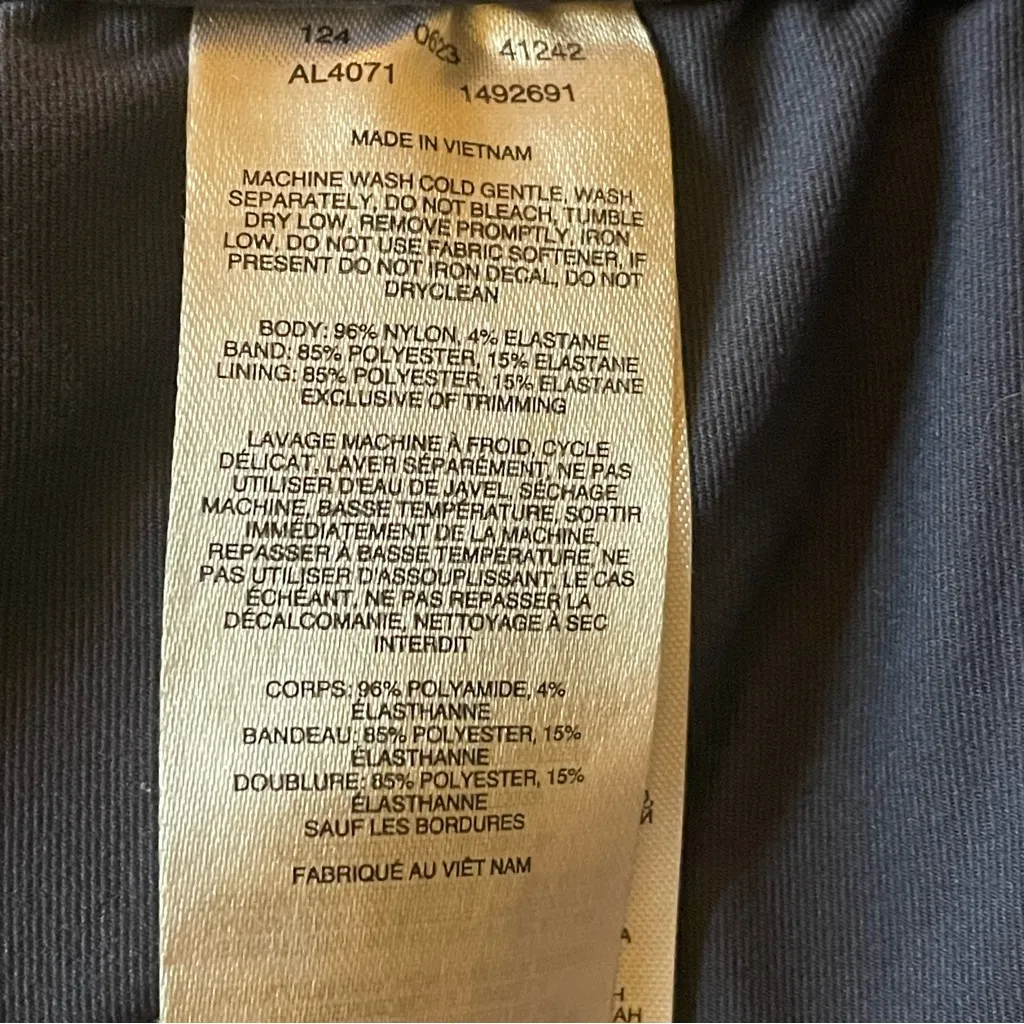 124 0623 41242
AL4071 1492691
MADE IN VIETNAM
MACHINE WASH COLD GENTLE, WASH
SEPARATELY, DO NOT BLEACH, TUMBLE
DRY LOW, REMOVE PROMPTLY, IRON
LOW, DO NOT USE FABRIC SOFTENER, IF
PRESENT DO NOT IRON DECAL, DO NOT
DRYCLEAN
BODY: 96% NYLON, 4% ELASTANE
BAND: 85% POLYESTER, 15% ELASTANE
LINING: 85% POLYESTER, 15% ELASTANE
EXCLUSIVE OF TRIMMING
LAVAGE MACHINE À FROID, CYCLE
DÉLICAT, LAVER SÉPARÉMENT, NE PAS
UTILISER D'EAU DE JAVEL, SÉCHAGE
MACHINE, BASSE TEMPÉRATURE, SORTIR
IMMÉDIATEMENT DE LA MACHINE,
REPASSER À BASSE TEMPÉRATURE, NE
PAS UTILISER D'ASSOUPLISSANT, LE CAS
ÉCHÉANT, NE PAS REPASSER LA
DÉCALCOMANIE, NETTOYAGE À SEC
INTERDIT
CORPS: 96% POLYAMIDE, 4%
ÉLASTHANNE
BANDEAU: 85% POLYESTER, 15%
ÉLASTHANNE
DOUBLURE: 85% POLYESTER, 15%
ÉLASTHANNE
SAUF LES BORDURES
FABRIQUÉ AU VIÊT NAM
A
H
AH